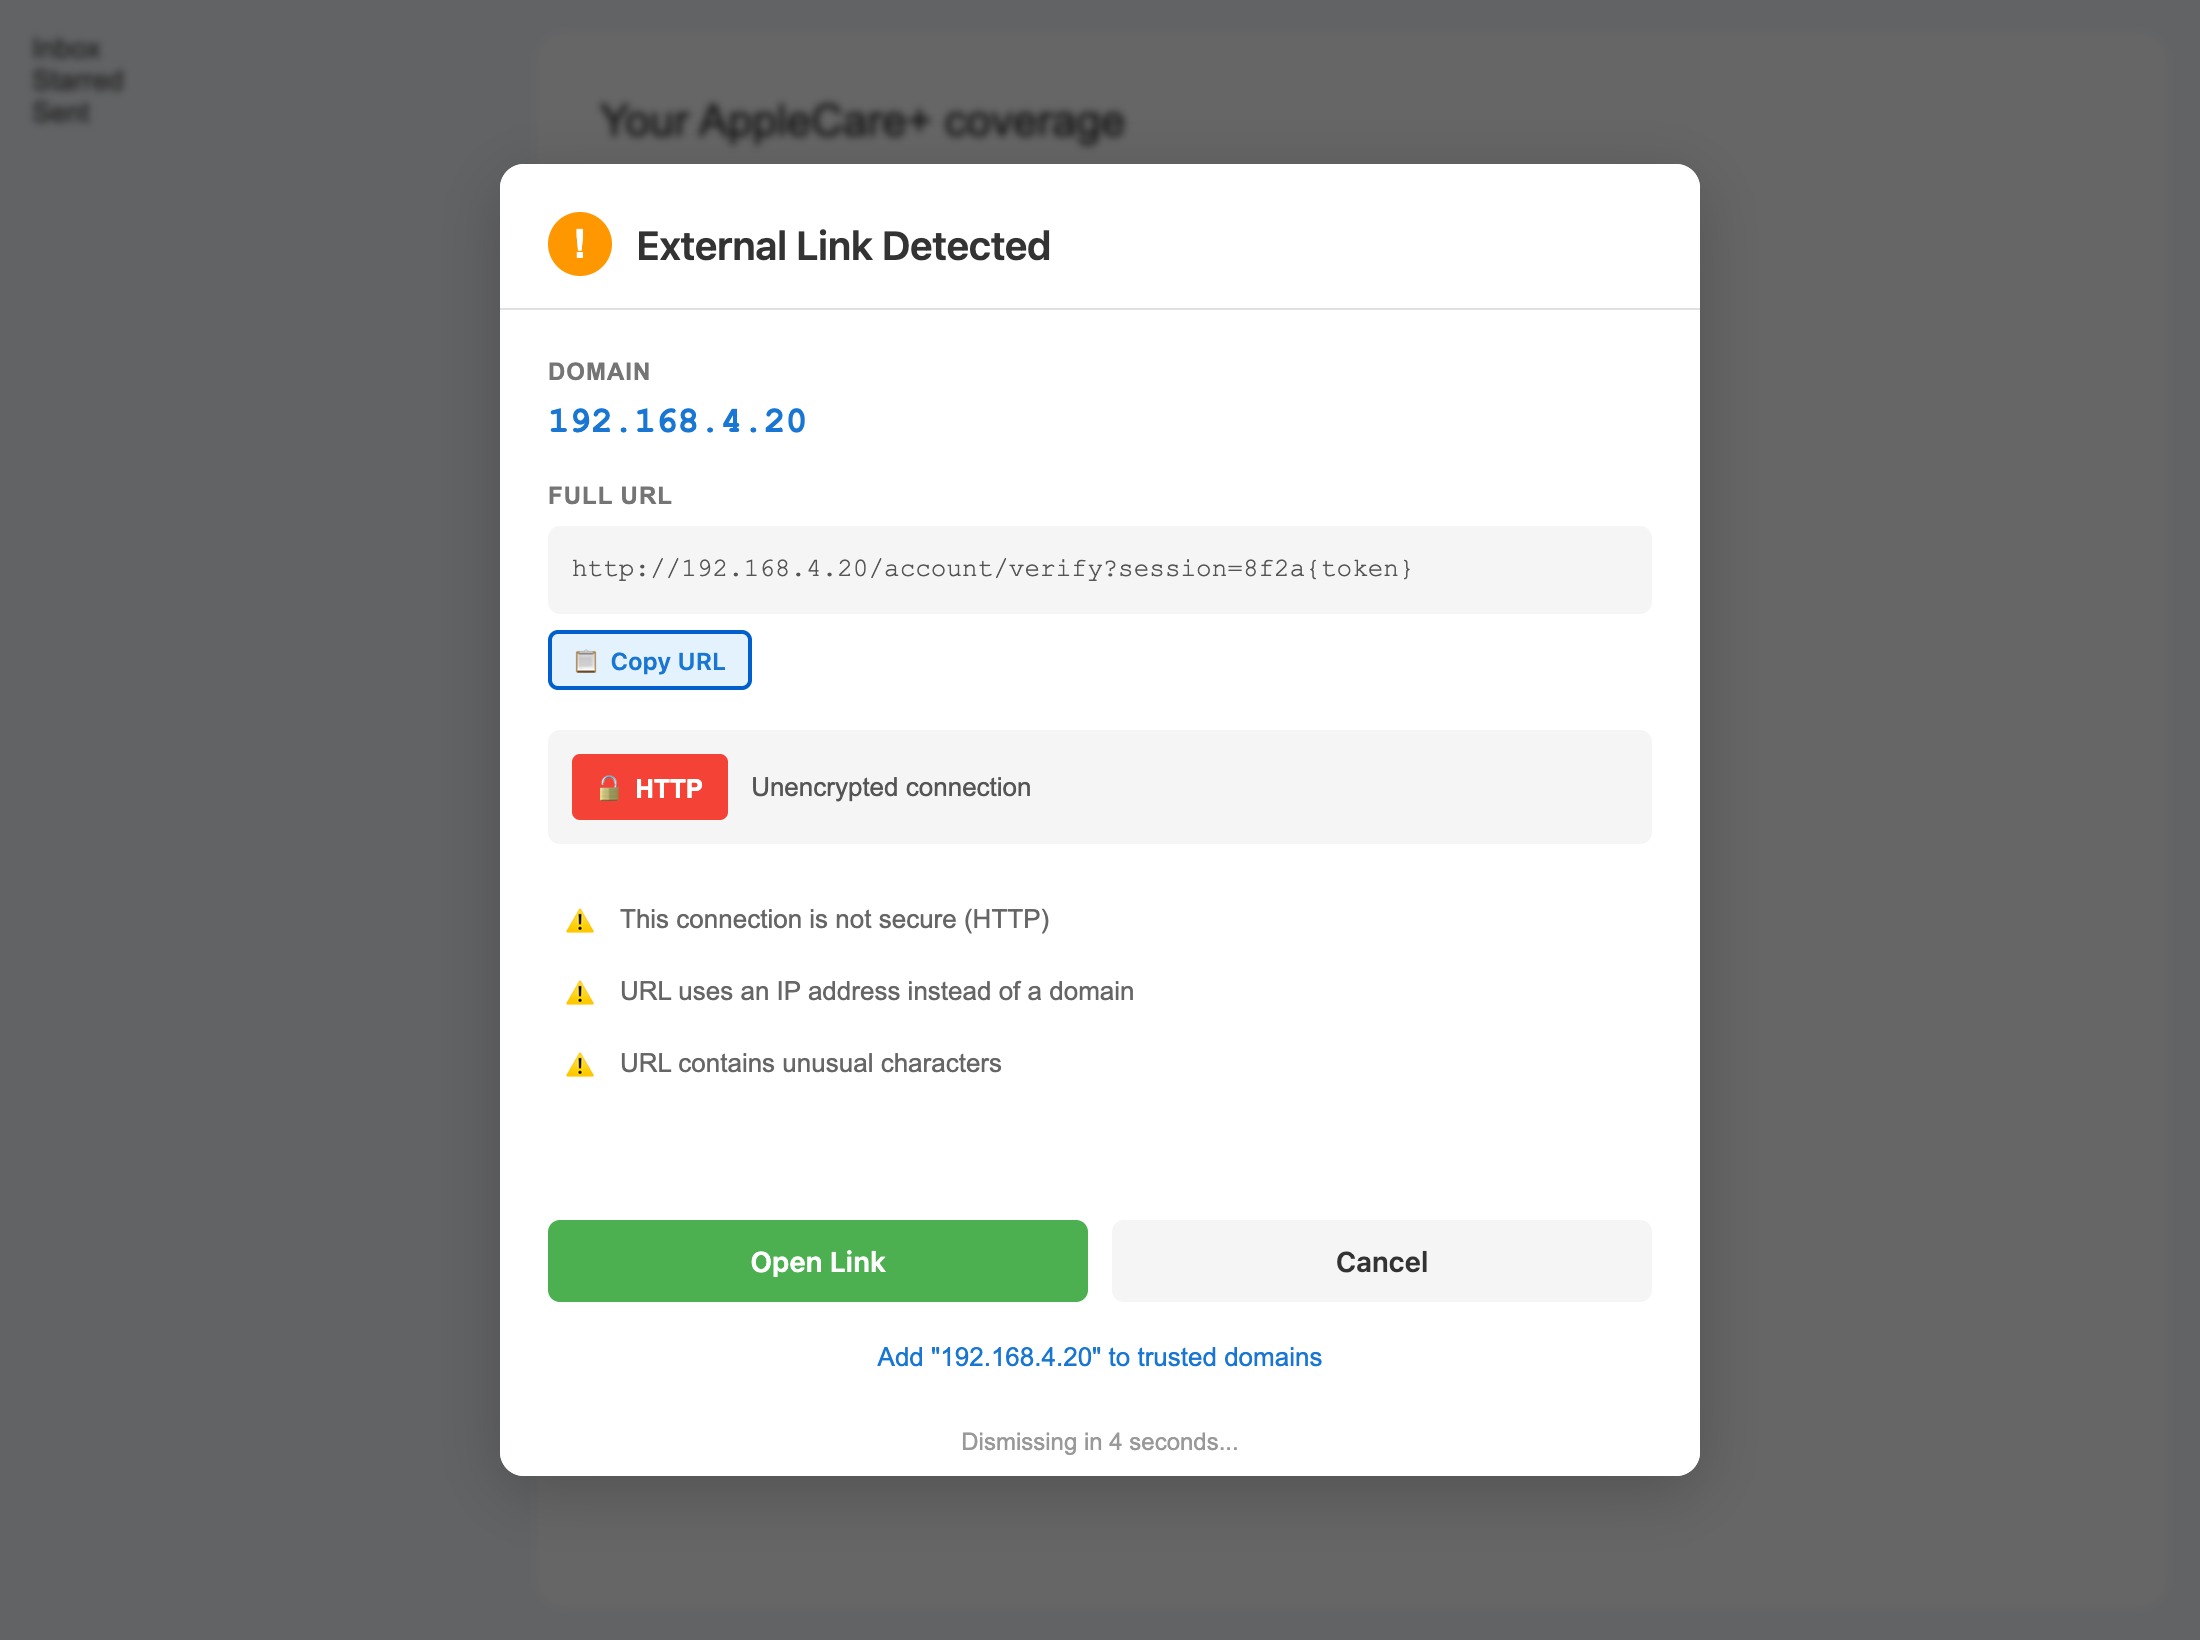 Inbox
Starred
Sent
Your AppleCare+ coverage
! External Link Detected
DOMAIN
192.168.4.20
FULL URL
http://192.168.4.20/account/verify?session=8f2a{token}
Copy URL
HTTP Unencrypted connection
This connection is not secure (HTTP)
URL uses an IP address instead of a domain
URL contains unusual characters
Open Link
Cancel
Add "192.168.4.20" to trusted domains
Dismissing in 4 seconds...